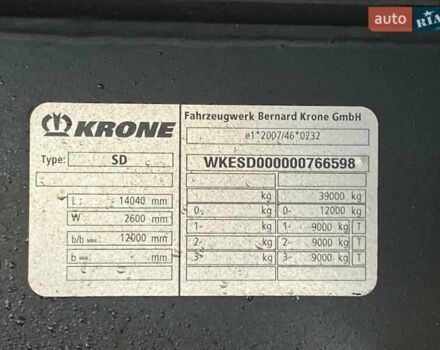 auto RIA
KRONE
Fahrzeugwerk Bernard Krone GmbH
e1*2007/46*0232
Type: SD
WKESD000000766598
kg 39000 kg
0- kg 0- 12000 kg
1- kg 1- 9000 kg T
2- kg 2- 9000 kg T
3- kg 3- 9000 kg T
L : 14040 mm
W : 2600 mm
b/b MAX : 12000 mm
b MIN : mm